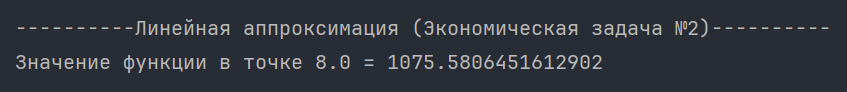 ----------Линейная аппроксимация (Экономическая задача №2)----------
Значение функции в точке 8.0 = 1075.5806451612902